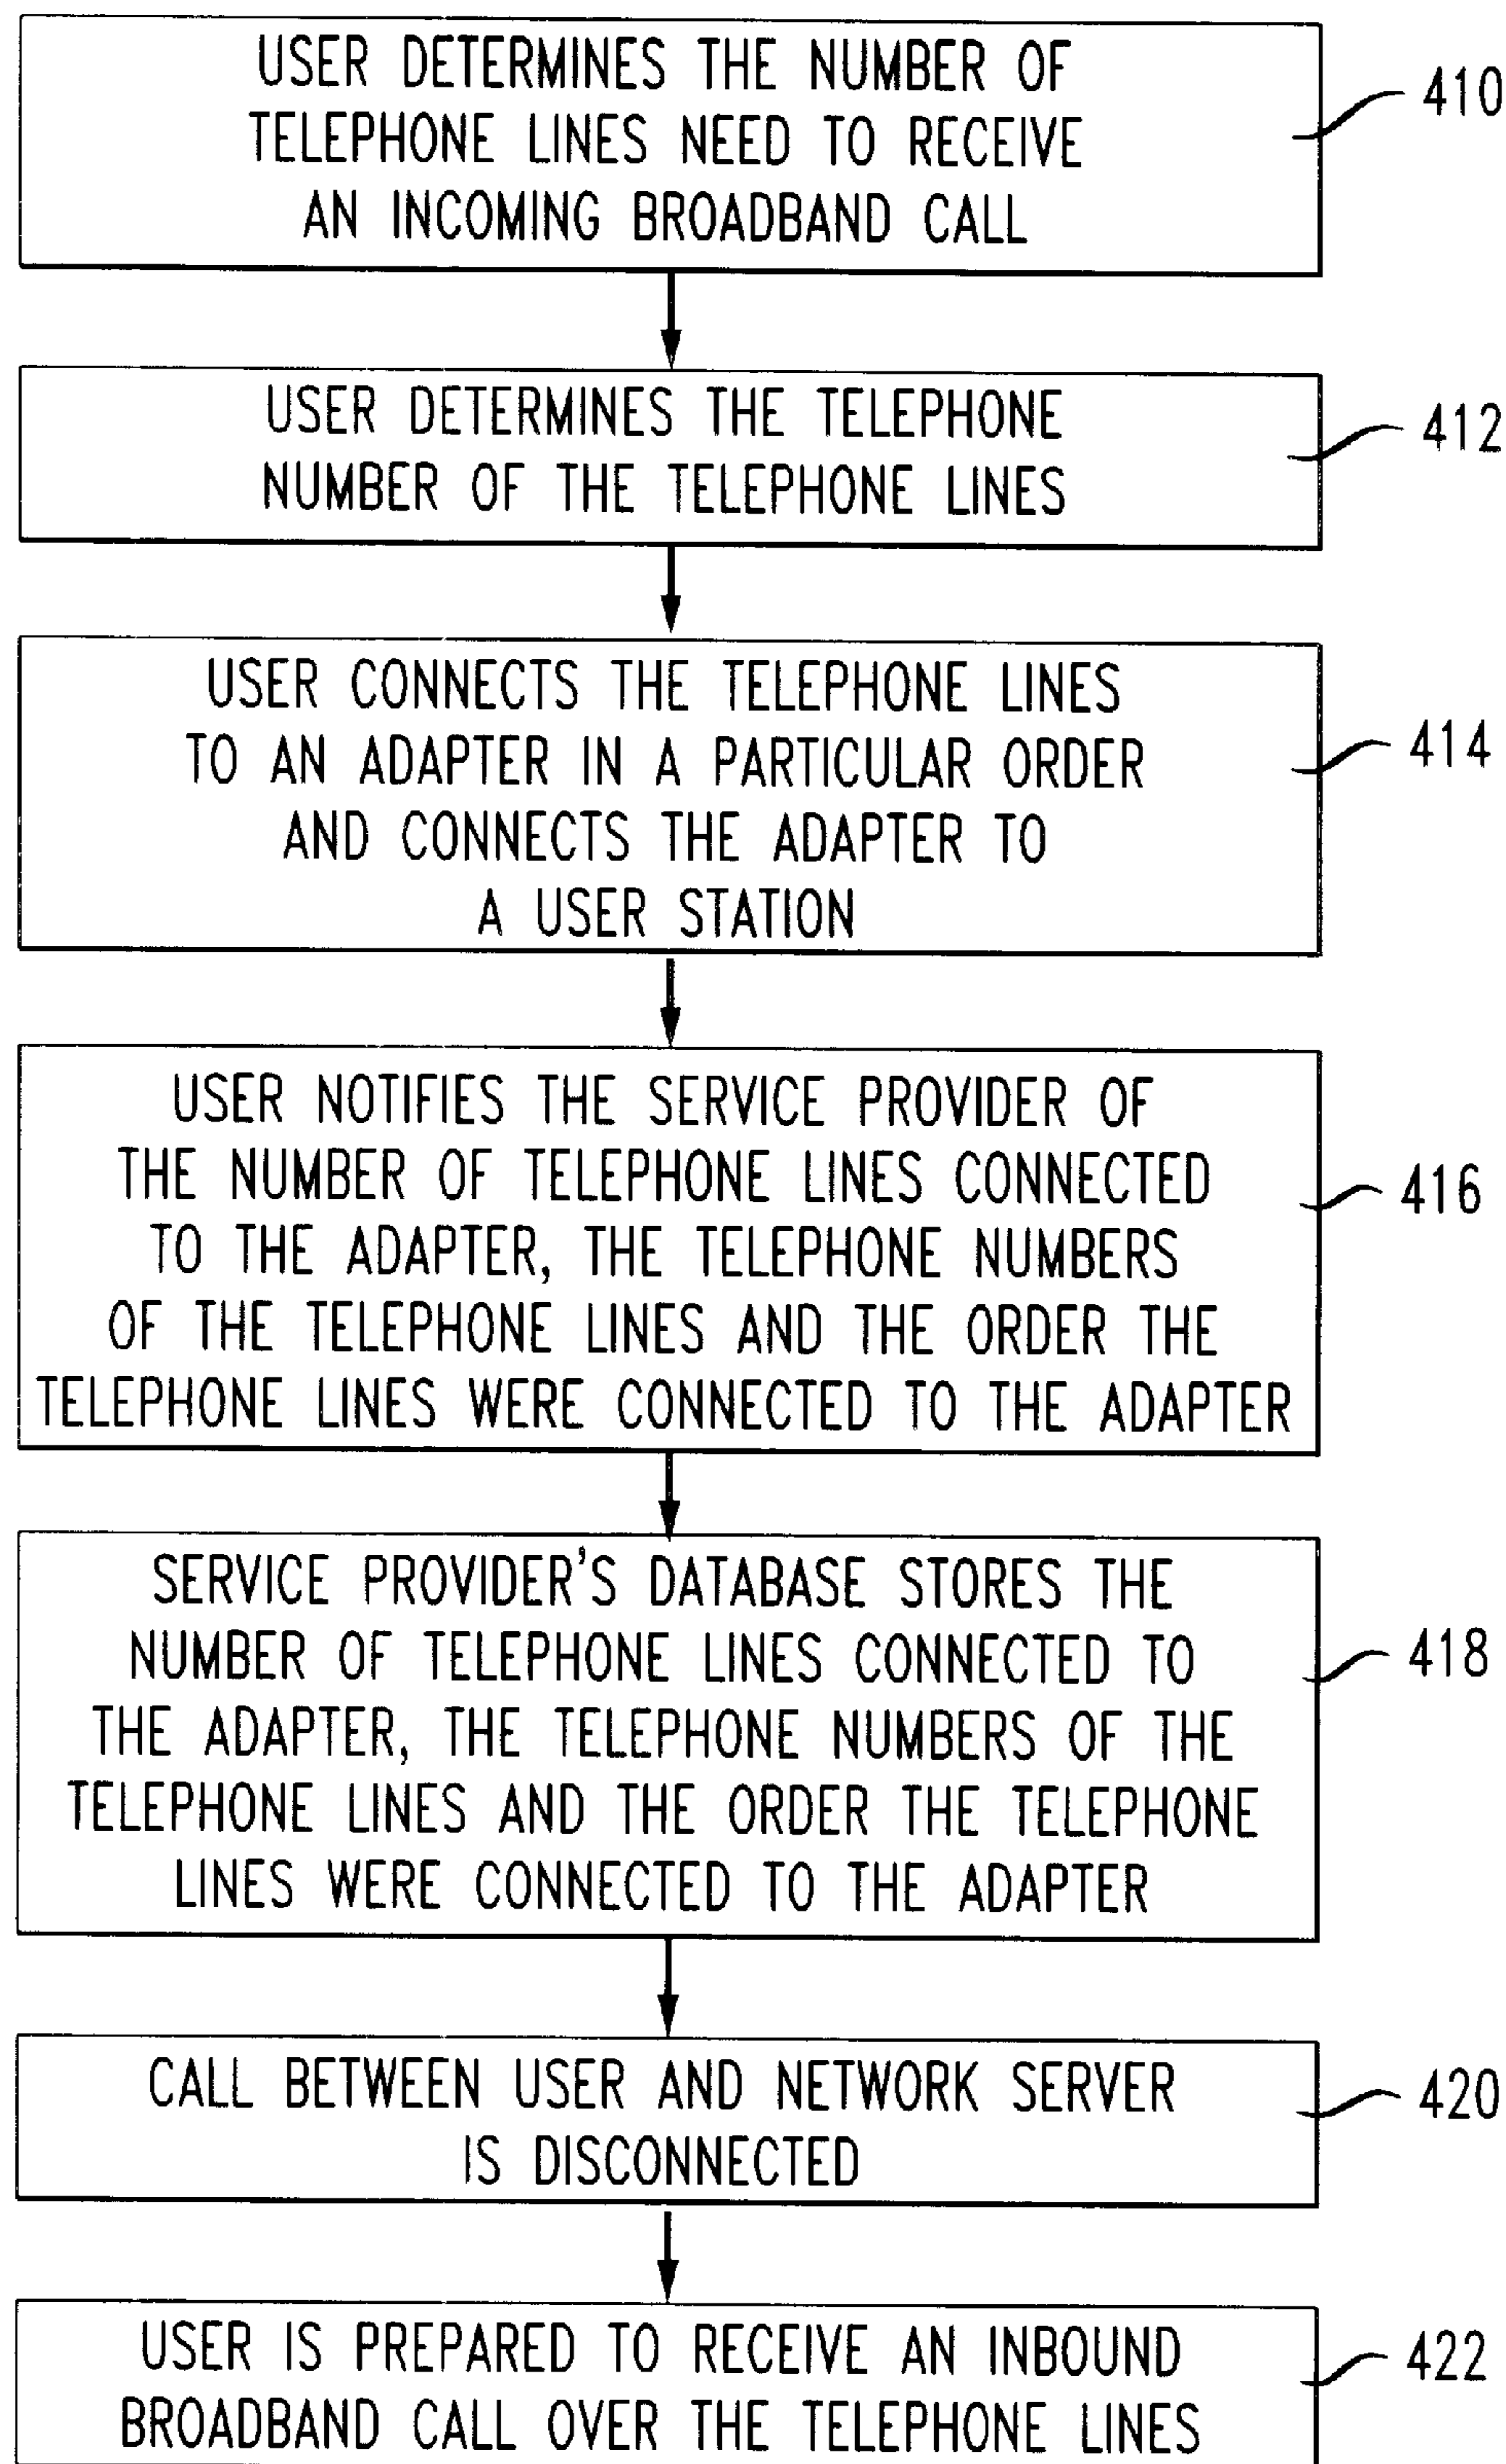 USER DETERMINES THE NUMBER OF
TELEPHONE LINES NEED TO RECEIVE
AN INCOMING BROADBAND CALL
410
USER DETERMINES THE TELEPHONE
NUMBER OF THE TELEPHONE LINES
412
USER CONNECTS THE TELEPHONE LINES
TO AN ADAPTER IN A PARTICULAR ORDER
AND CONNECTS THE ADAPTER TO
A USER STATION
414
USER NOTIFIES THE SERVICE PROVIDER OF
THE NUMBER OF TELEPHONE LINES CONNECTED
TO THE ADAPTER, THE TELEPHONE NUMBERS
OF THE TELEPHONE LINES AND THE ORDER THE
TELEPHONE LINES WERE CONNECTED TO THE ADAPTER
416
SERVICE PROVIDER'S DATABASE STORES THE
NUMBER OF TELEPHONE LINES CONNECTED TO
THE ADAPTER, THE TELEPHONE NUMBERS OF THE
TELEPHONE LINES AND THE ORDER THE TELEPHONE
LINES WERE CONNECTED TO THE ADAPTER
418
CALL BETWEEN USER AND NETWORK SERVER
IS DISCONNECTED
420
USER IS PREPARED TO RECEIVE AN INBOUND
BROADBAND CALL OVER THE TELEPHONE LINES
422